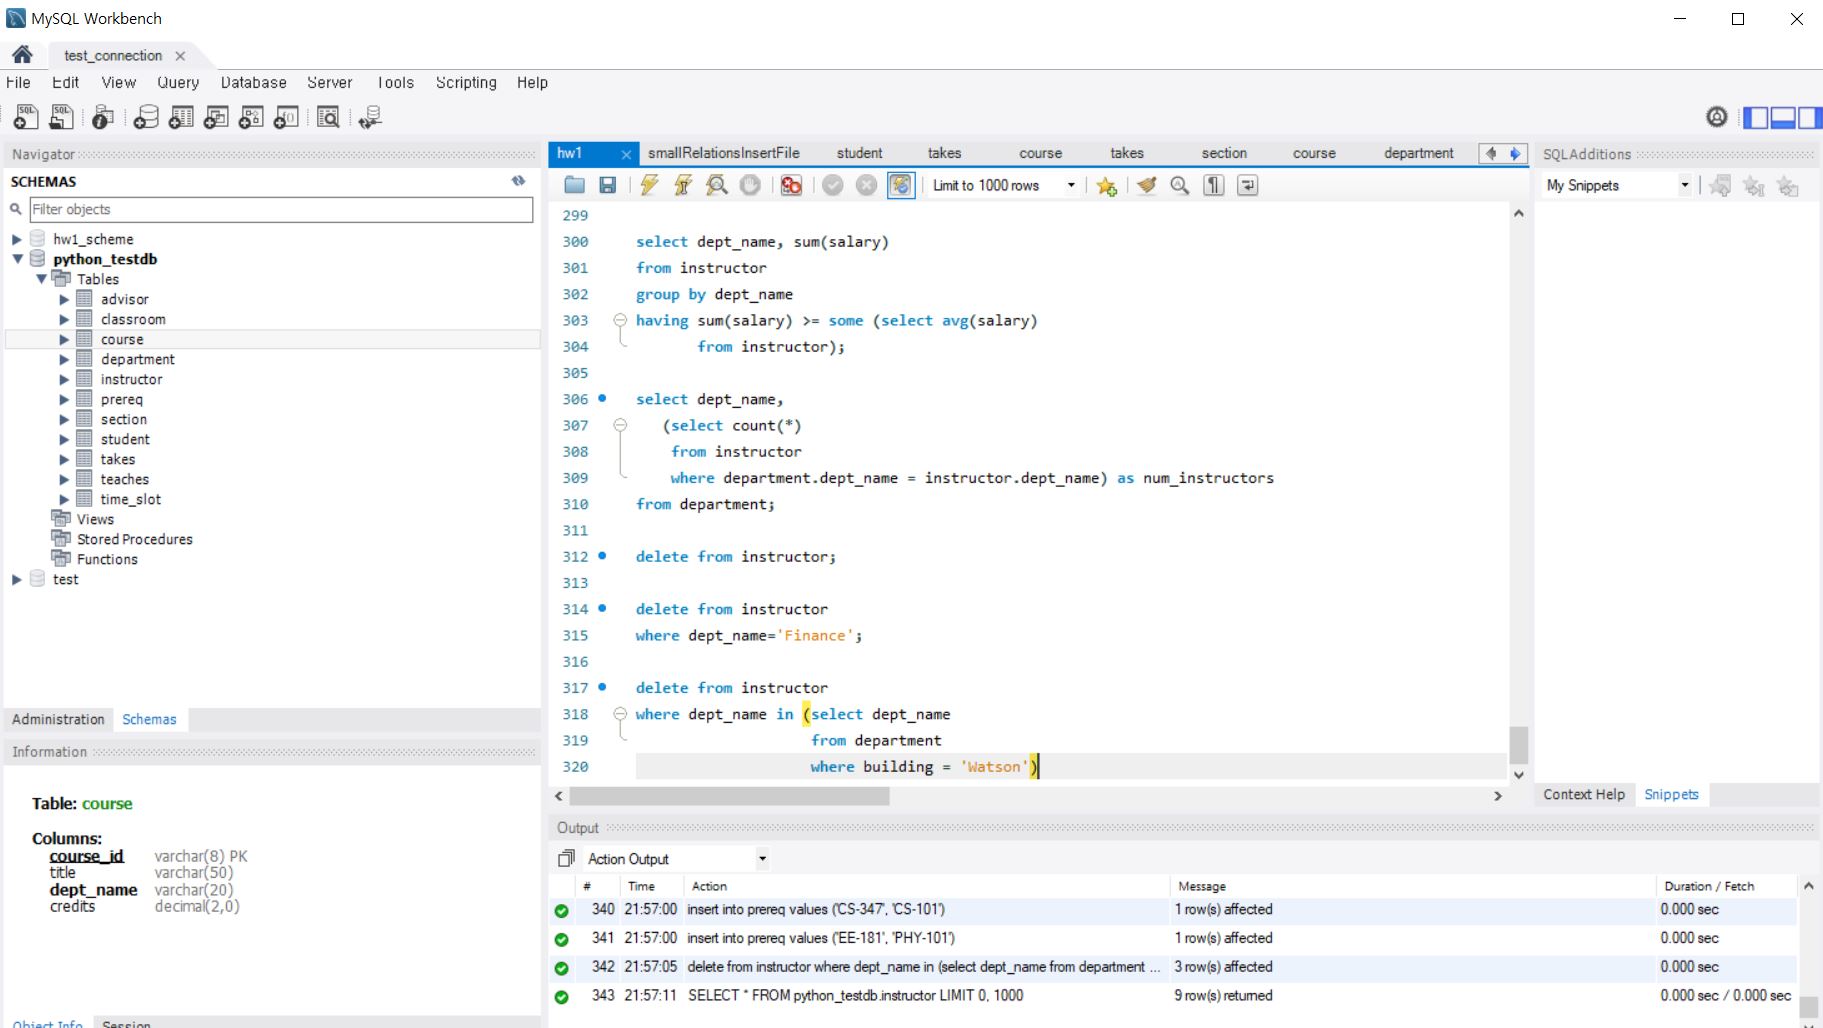 MySQL Workbench
test_connection
File Edit View Query Database Server Tools Scripting Help
Navigator
SCHEMAS
Filter objects
hw1_scheme
python_testdb
Tables
advisor
classroom
course
department
instructor
prereq
section
student
takes
teaches
time_slot
Views
Stored Procedures
Functions
test
Administration Schemas
Information
Table: course
Columns:
course_id varchar(8) PK
title varchar(50)
dept_name varchar(20)
credits decimal(2,0)
Object Info Session
hw1 smallRelationsInsertFile student takes course takes section course department
Limit to 1000 rows
299
300 select dept_name, sum(salary)
301 from instructor
302 group by dept_name
303 having sum(salary) >= some (select avg(salary)
304 from instructor);
305
306 select dept_name,
307 (select count(*)
308 from instructor
309 where department.dept_name = instructor.dept_name) as num_instructors
310 from department;
311
312 delete from instructor;
313
314 delete from instructor
315 where dept_name='Finance';
316
317 delete from instructor
318 where dept_name in (select dept_name
319 from department
320 where building = 'Watson')
SQLAdditions
My Snippets
Context Help Snippets
Output
Action Output
# Time Action Message Duration / Fetch
340 21:57:00 insert into prereq values ('CS-347', 'CS-101') 1 row(s) affected 0.000 sec
341 21:57:00 insert into prereq values ('EE-181', 'PHY-101') 1 row(s) affected 0.000 sec
342 21:57:05 delete from instructor where dept_name in (select dept_name from department ... 3 row(s) affected 0.000 sec
343 21:57:11 SELECT * FROM python_testdb.instructor LIMIT 0, 1000 9 row(s) returned 0.000 sec / 0.000 sec